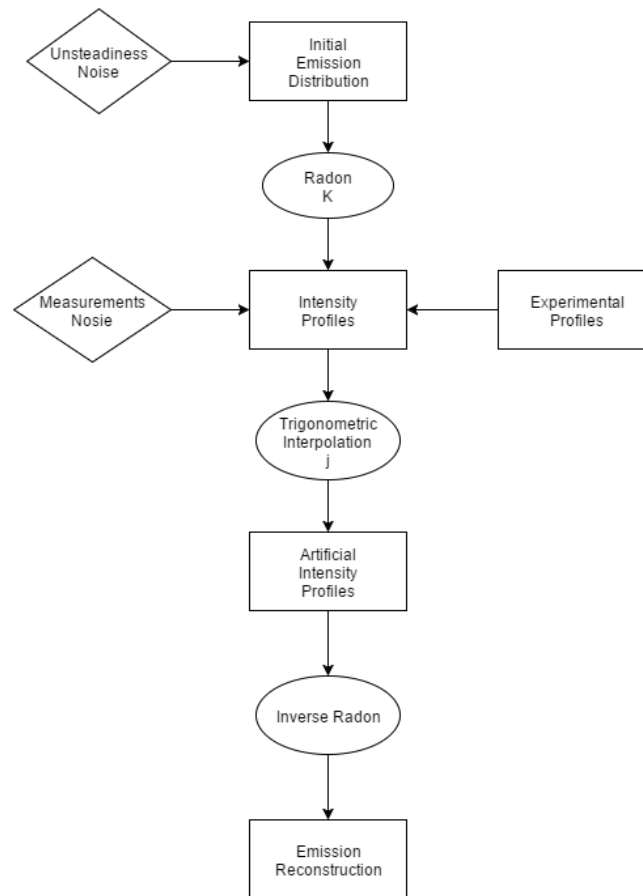 Unsteadiness
Noise
Initial
Emission
Distribution
Radon
K
Measurements
Nosie
Intensity
Profiles
Experimental
Profiles
Trigonometric
Interpolation
j
Artificial
Intensity
Profiles
Inverse Radon
Emission
Reconstruction